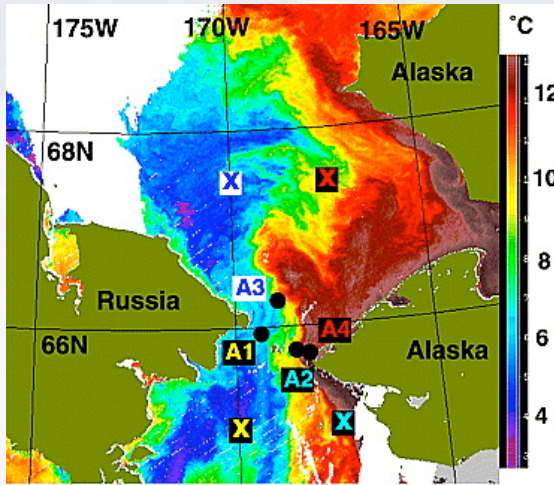 175W 170W 165W °C
Alaska
12
68N
X X
10
A3
8
Russia
66N
A1 A4
Alaska
A2
6
X X
4